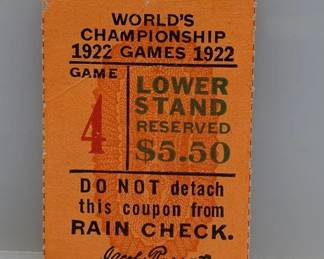 WORLD'S
CHAMPIONSHIP
1922 GAMES 1922
GAME
4
LOWER
STAND
RESERVED
$5.50
DO NOT detach
this coupon from
RAIN CHECK.